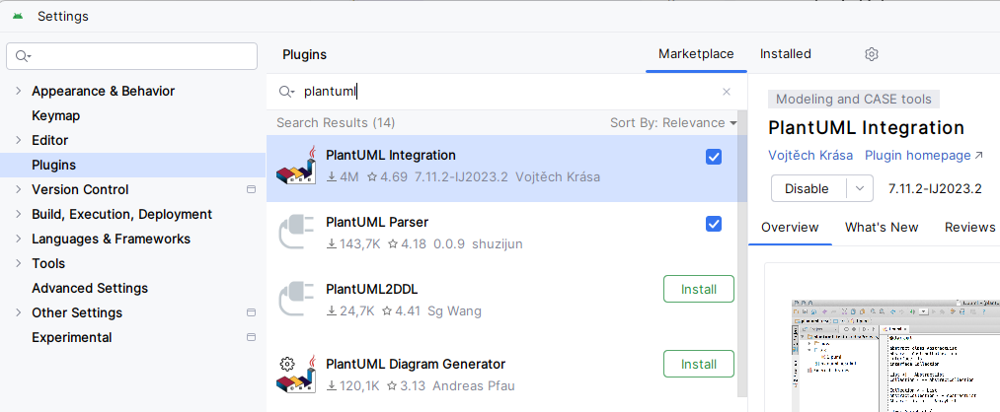 Settings
Appearance & Behavior
Keymap
Editor
Plugins
Version Control
Build, Execution, Deployment
Languages & Frameworks
Tools
Advanced Settings
Other Settings
Experimental
Plugins
Marketplace
Installed
plantuml
Search Results (14)
Sort By: Relevance
PlantUML Integration
4M 4.69 7.11.2-IJ2023.2 Vojtěch Krása
PlantUML Parser
143,7K 4.18 0.0.9 shuzijun
PlantUML2DDL
24,7K 4.41 Sg Wang
Install
PlantUML Diagram Generator
120,1K 3.13 Andreas Pfau
Install
Modeling and CASE tools
PlantUML Integration
Vojtěch Krása Plugin homepage ↗
Disable 7.11.2-IJ2023.2
Overview What's New Reviews